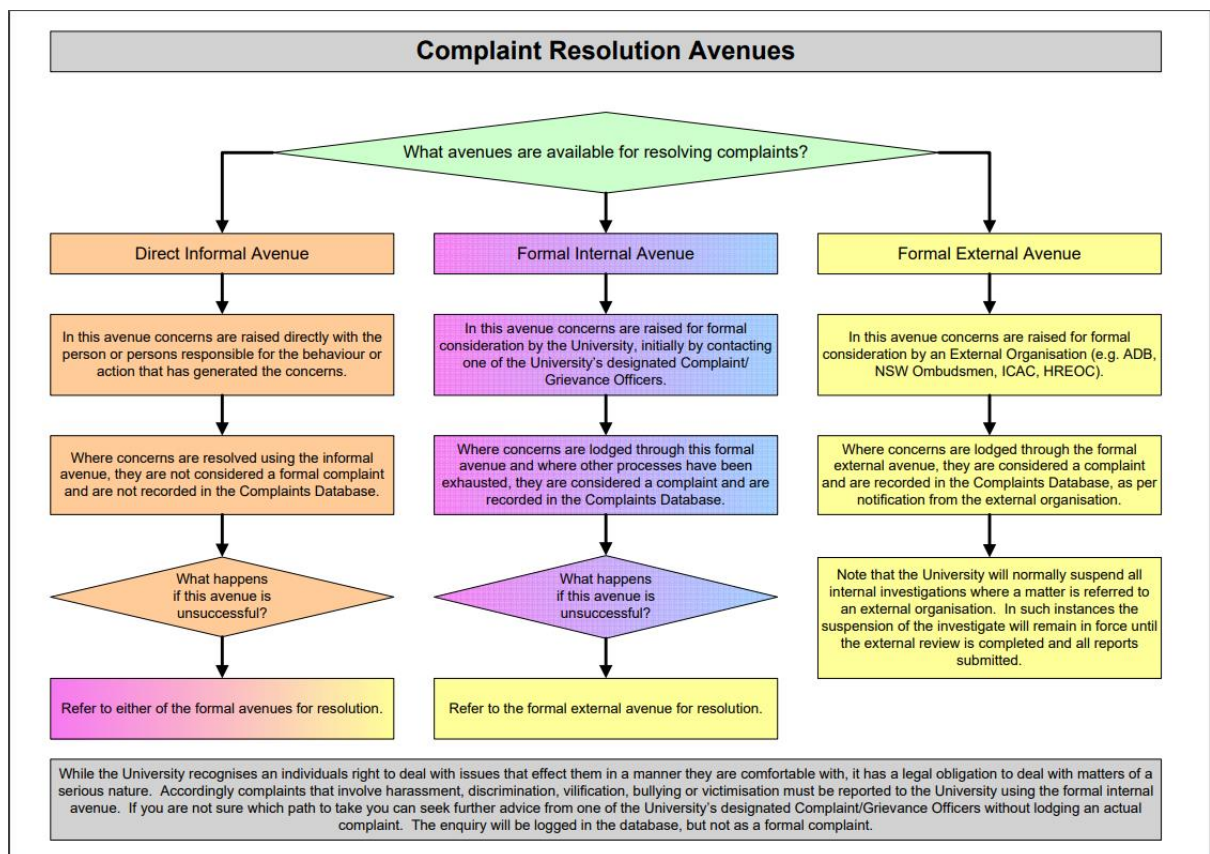 Complaint Resolution Avenues
What avenues are available for resolving complaints?
Direct Informal Avenue
Formal Internal Avenue
Formal External Avenue
In this avenue concerns are raised directly with the
person or persons responsible for the behaviour or
action that has generated the concerns.
In this avenue concerns are raised for formal
consideration by the University, initially by contacting
one of the University's designated Complaint/
Grievance Officers.
In this avenue concerns are raised for formal
consideration by an External Organisation (e.g. ADB,
NSW Ombudsmen, ICAC, HREOC).
Where concerns are resolved using the informal
avenue, they are not considered a formal complaint
and are not recorded in the Complaints Database.
Where concerns are lodged through this formal
avenue and where other processes have been
exhausted, they are considered a complaint and are
recorded in the Complaints Database.
Where concerns are lodged through the formal
external avenue, they are considered a complaint
and are recorded in the Complaints Database, as per
notification from the external organisation.
What happens
if this avenue is
unsuccessful?
What happens
if this avenue is
unsuccessful?
Note that the University will normally suspend all
internal investigations where a matter is referred to
an external organisation. In such instances the
suspension of the investigate will remain in force until
the external review is completed and all reports
submitted.
Refer to either of the formal avenues for resolution.
Refer to the formal external avenue for resolution.
While the University recognises an individuals right to deal with issues that effect them in a manner they are comfortable with, it has a legal obligation to deal with matters of a
serious nature. Accordingly complaints that involve harassment, discrimination, vilification, bullying or victimisation must be reported to the University using the formal internal
avenue. If you are not sure which path to take you can seek further advice from one of the University's designated Complaint/Grievance Officers without lodging an actual
complaint. The enquiry will be logged in the database, but not as a formal complaint.